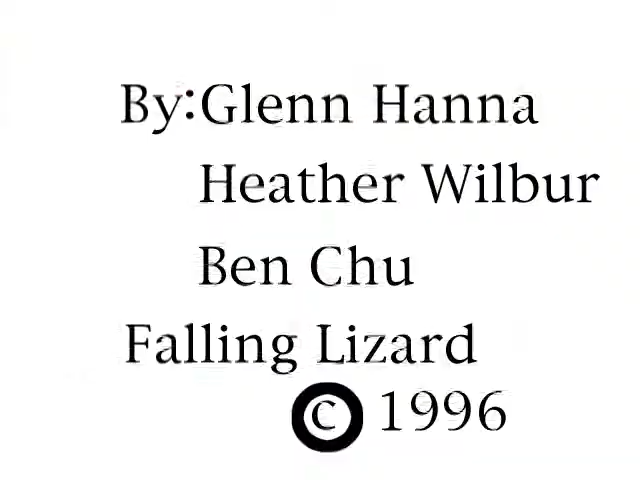 By:Glenn Hanna
Heather Wilbur
Ben Chu
Falling Lizard
© 1996